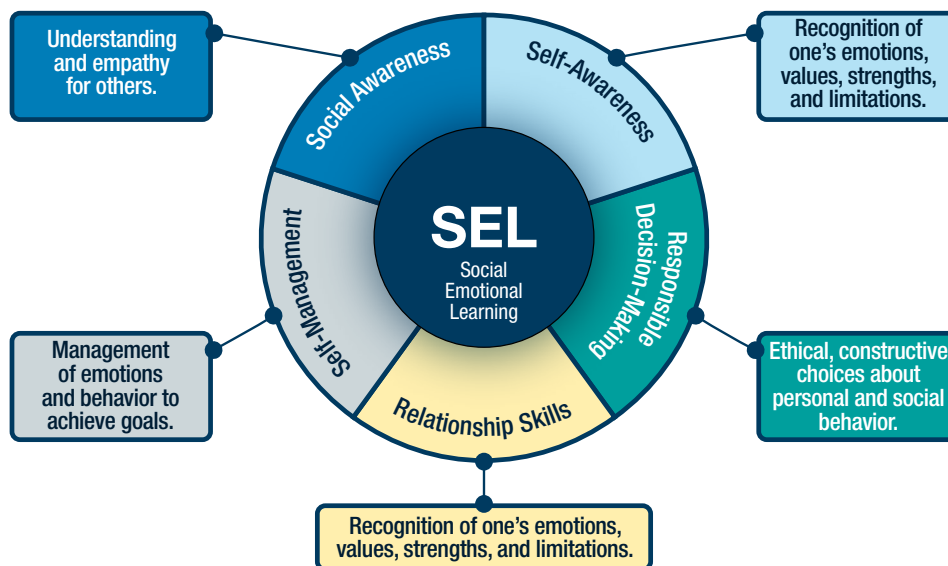 Understanding
and empathy
for others.
Social Awareness
Self-Awareness
Recognition of
one's emotions,
values, strengths,
and limitations.
SEL
Social
Emotional
Learning
Self-Management
Responsible
Decision-Making
Management
of emotions
and behavior to
achieve goals.
Relationship Skills
Ethical, constructive
choices about
personal and social
behavior.
Recognition of one's emotions,
values, strengths, and limitations.